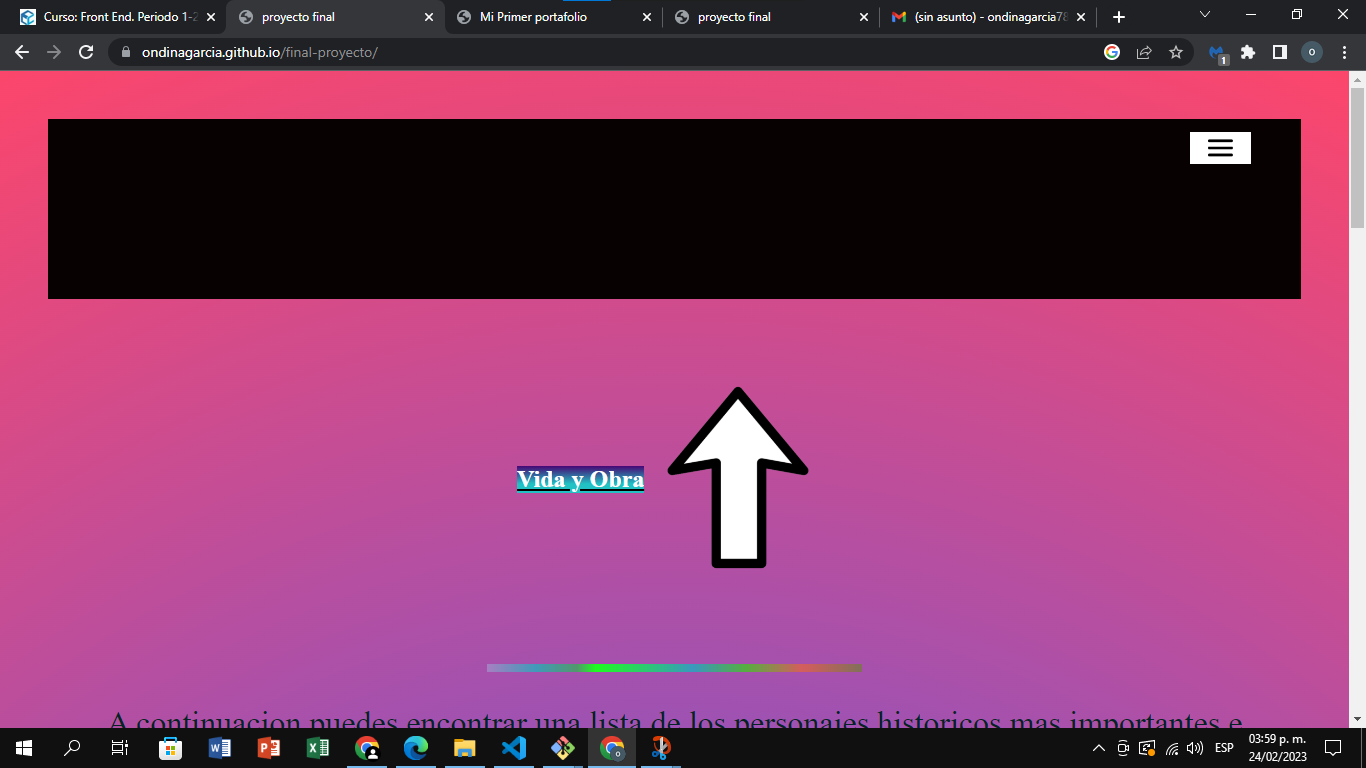 Curso: Front End. Periodo 1-2
proyecto final
Mi Primer portafolio
proyecto final
(sin asunto) - ondinagarcia78
ondinagarcia.github.io/final-proyecto/
1
o
Vida y Obra
A continuacion puedes encontrar una lista de los personajes historicos mas importantes e
ESP
03:59 p. m.
24/02/2023